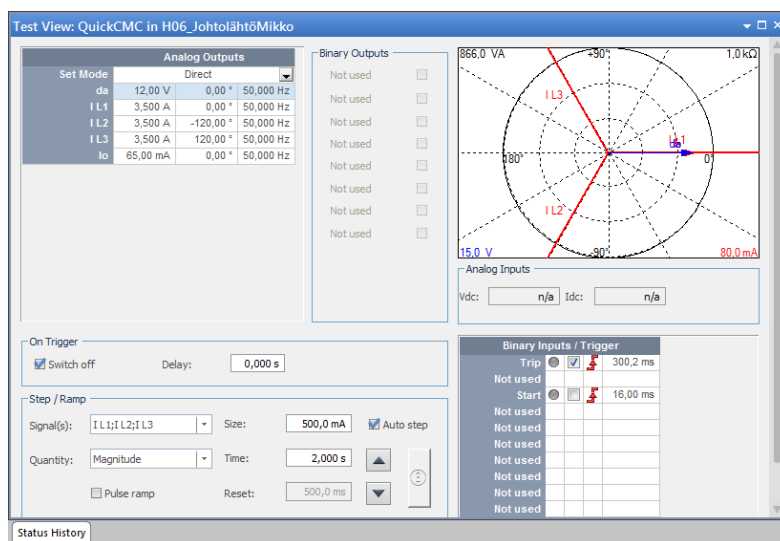 Test View: QuickCMC in H06_JohtolähtöMikko
Analog Outputs
Set Mode Direct
da 12,00 V 0,00 ° 50,000 Hz
I L1 3,500 A 0,00 ° 50,000 Hz
I L2 3,500 A -120,00 ° 50,000 Hz
I L3 3,500 A 120,00 ° 50,000 Hz
Io 65,00 mA 0,00 ° 50,000 Hz
Binary Outputs
Not used
Not used
Not used
Not used
Not used
Not used
Not used
Not used
866,0 VA +90° 1,0 kΩ
I L3
180° 0°
I L2
15,0 V -90° 80,0 mA
Analog Inputs
Vdc: n/a Idc: n/a
On Trigger
Switch off Delay: 0,000 s
Step / Ramp
Signal(s): I L1;I L2;I L3 Size: 500,0 mA Auto step
Quantity: Magnitude Time: 2,000 s
Pulse ramp Reset: 500,0 ms
Binary Inputs / Trigger
Trip 300,2 ms
Not used
Start 16,00 ms
Not used
Not used
Not used
Not used
Not used
Not used
Not used
Status History